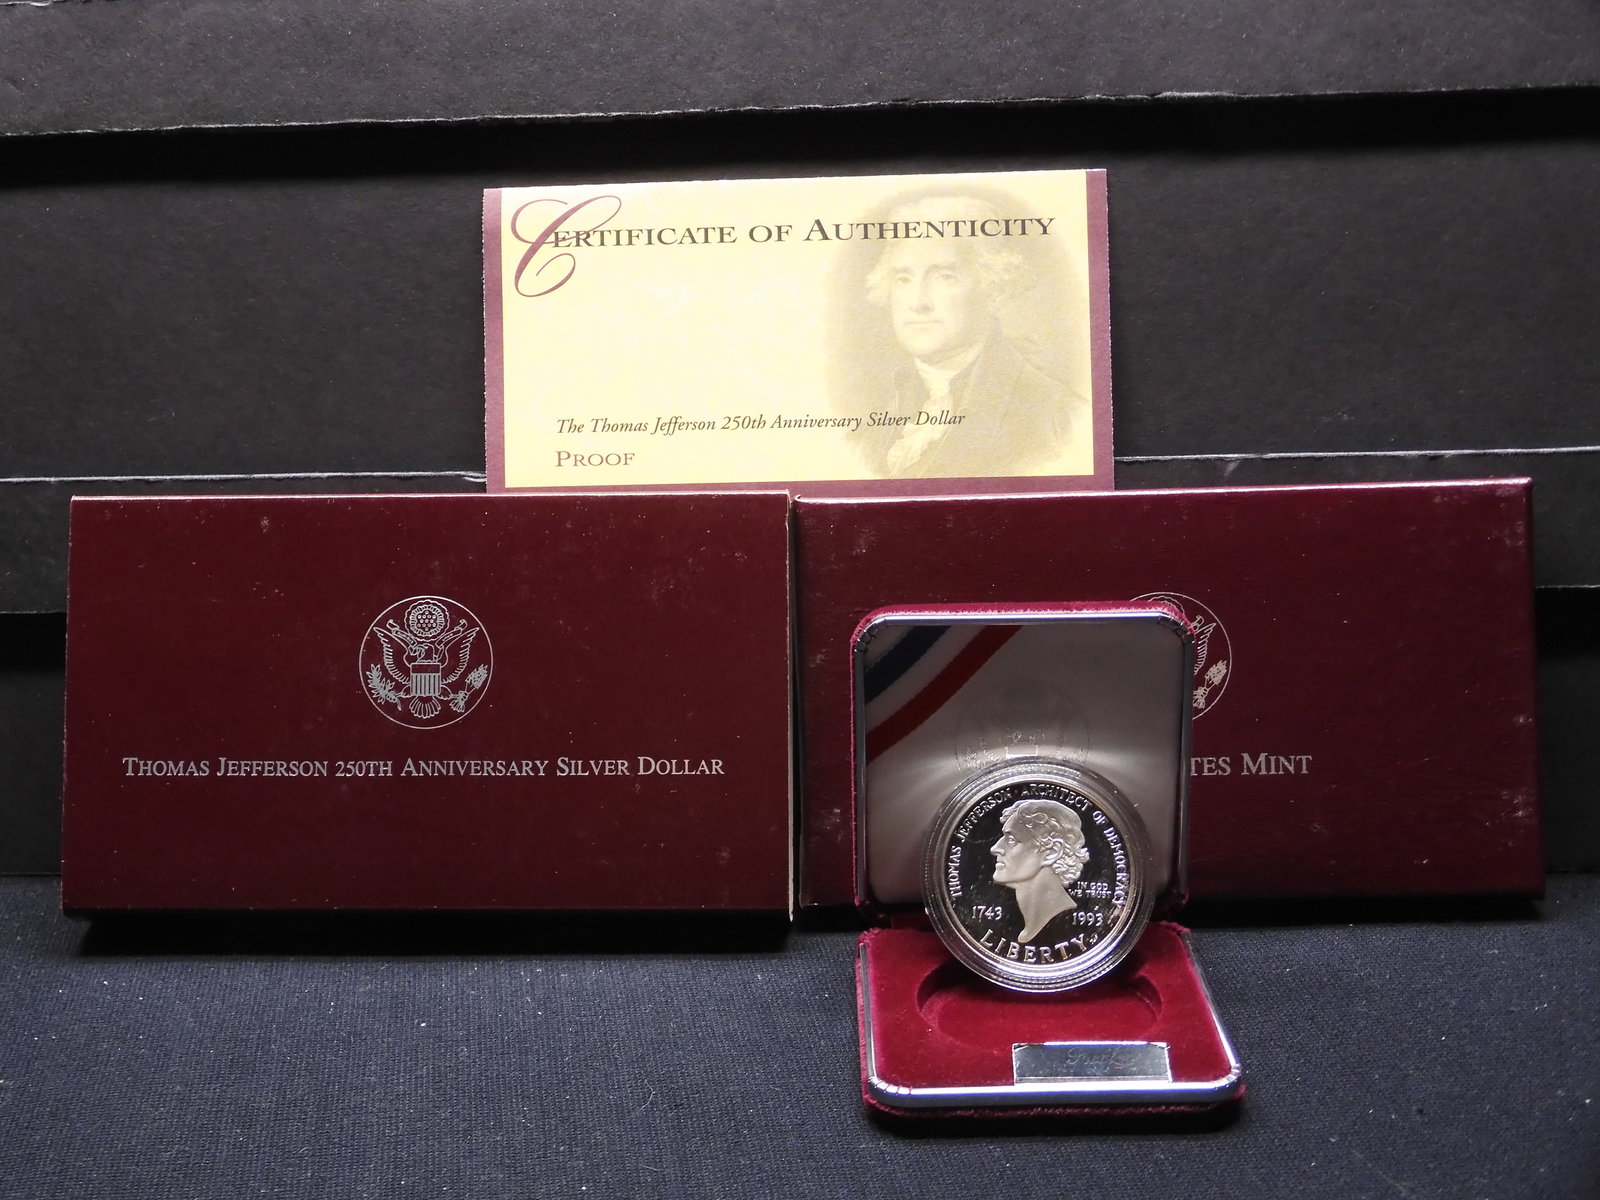 CERTIFICATE OF AUTHENTICITY
The Thomas Jefferson 250th Anniversary Silver Dollar
PROOF
THOMAS JEFFERSON 250TH ANNIVERSARY SILVER DOLLAR
TES MINT
THOMAS JEFFERSON · ARCHITECT OF DEMOCRACY
IN GOD
WE TRUST
1743 1993
LIBERTY
Proof